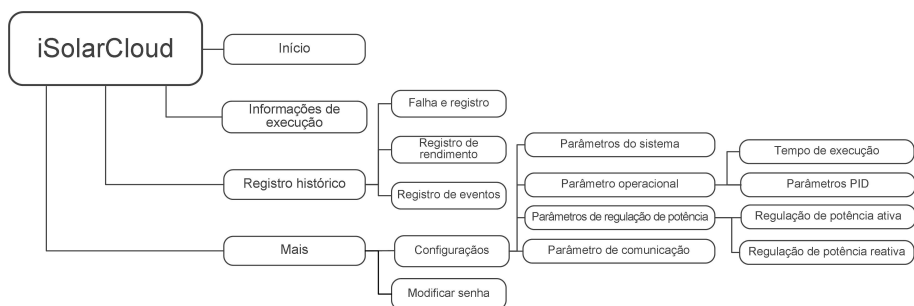 iSolarCloud
Início
Informações de
execução
Registro histórico
Falha e registro
Registro de
rendimento
Registro de eventos
Mais
Configuraçãos
Modificar senha
Parâmetros do sistema
Parâmetro operacional
Parâmetros de regulação de potência
Parâmetro de comunicação
Tempo de execução
Parâmetros PID
Regulação de potência ativa
Regulação de potência reativa